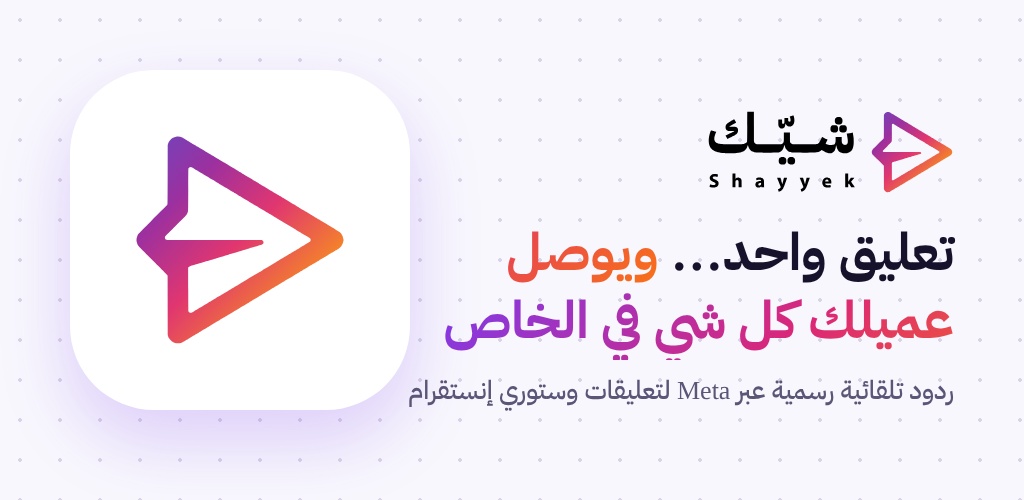 شيّك
Shayyek
تعليق واحد... ويوصل
عميلك كل شي في الخاص
ردود تلقائية رسمية عبر Meta لتعليقات وستوري إنستقرام